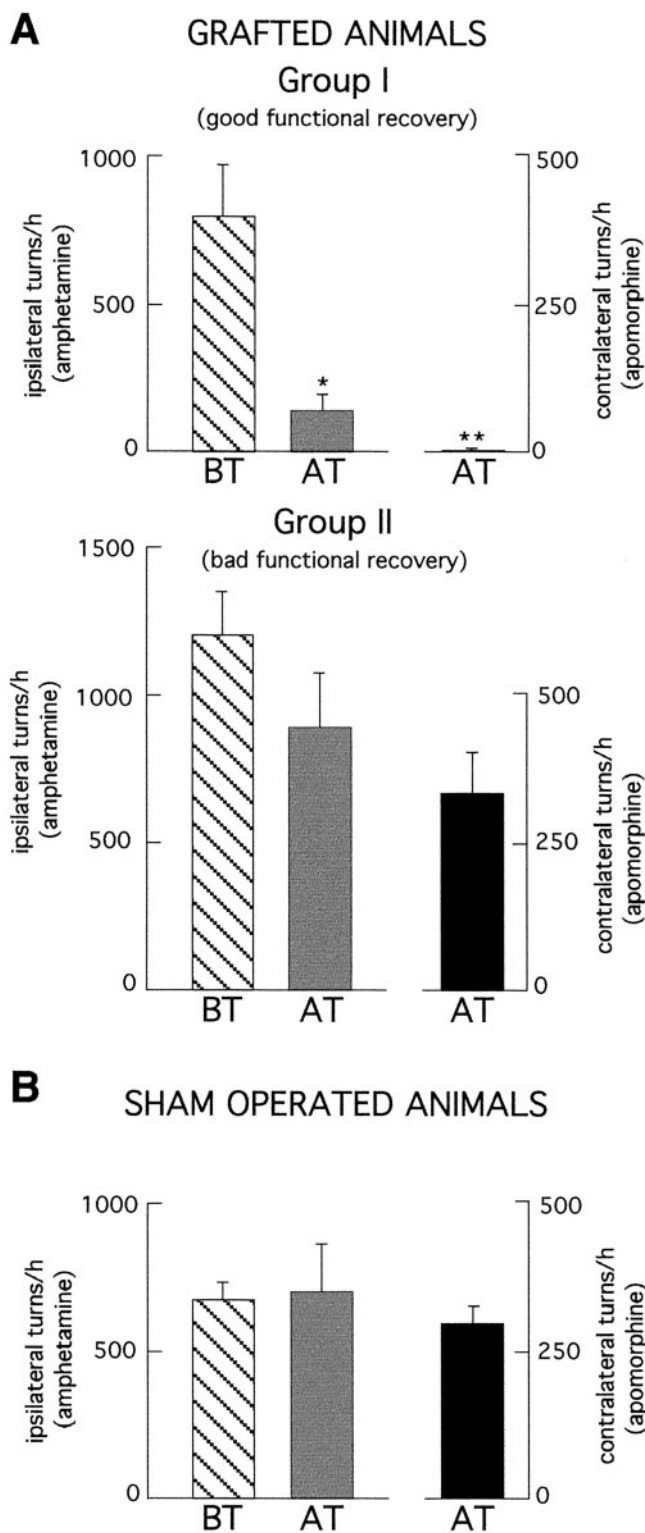 A
GRAFTED ANIMALS
Group I
(good functional recovery)
1000
500
0
ipsilateral turns/h
(amphetamine)
BT
AT
*
**
AT
500
250
0
contralateral turns/h
(apomorphine)
Group II
(bad functional recovery)
1500
1000
500
0
ipsilateral turns/h
(amphetamine)
BT
AT
AT
500
250
0
contralateral turns/h
(apomorphine)
B
SHAM OPERATED ANIMALS
1000
500
0
ipsilateral turns/h
(amphetamine)
BT
AT
AT
500
250
0
contralateral turns/h
(apomorphine)